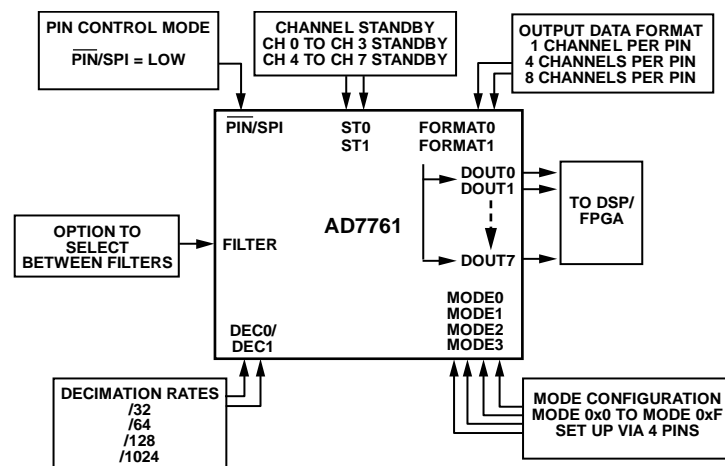 PIN CONTROL MODE
PIN/SPI = LOW
CHANNEL STANDBY
CH 0 TO CH 3 STANDBY
CH 4 TO CH 7 STANDBY
OUTPUT DATA FORMAT
1 CHANNEL PER PIN
4 CHANNELS PER PIN
8 CHANNELS PER PIN
PIN/SPI
ST0
ST1
FORMAT0
FORMAT1
DOUT0
DOUT1
DOUT7
TO DSP/
FPGA
AD7761
OPTION TO
SELECT
BETWEEN FILTERS
FILTER
DEC0/
DEC1
MODE0
MODE1
MODE2
MODE3
DECIMATION RATES
/32
/64
/128
/1024
MODE CONFIGURATION
MODE 0x0 TO MODE 0xF
SET UP VIA 4 PINS